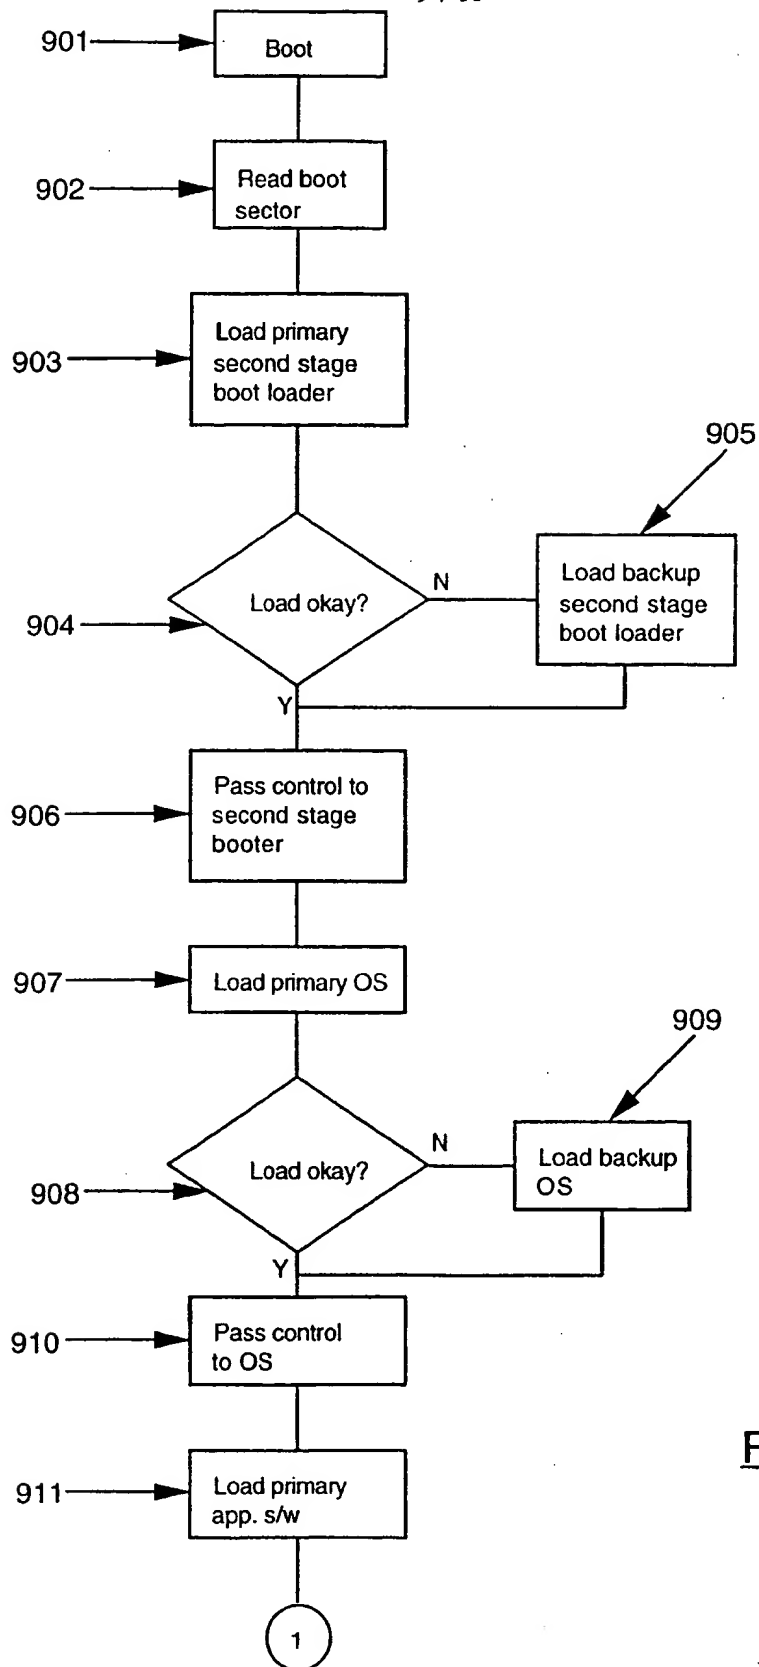 901
Boot
902
Read boot
sector
903
Load primary
second stage
boot loader
905
904
Load okay?
N
Load backup
second stage
boot loader
Y
906
Pass control to
second stage
booter
907
Load primary OS
909
908
Load okay?
N
Load backup
OS
Y
910
Pass control
to OS
911
Load primary
app. s/w
1